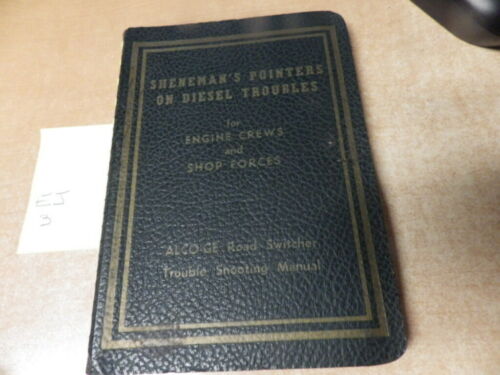 SHENEMAN'S POINTERS
ON DIESEL TROUBLES
for
ENGINE CREWS
and
SHOP FORCES
ALCO-GE Road Switcher
Trouble Shooting Manual